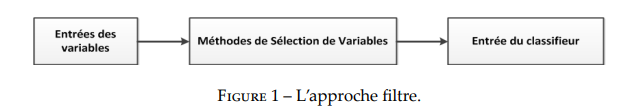 Entrées des
variables
Méthodes de Sélection de Variables
Entrée du classifieur
FIGURE 1 – L'approche filtre.